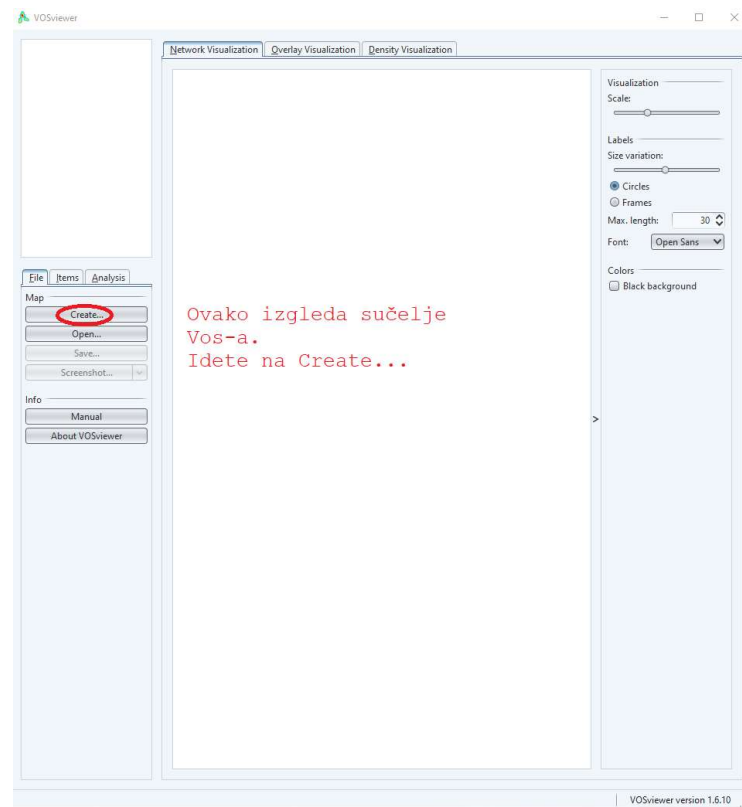 VOSviewer
Network Visualization Overlay Visualization Density Visualization
File Items Analysis
Map
Create...
Open...
Save...
Screenshot...
Info
Manual
About VOSviewer
Ovako izgleda sučelje
Vos-a.
Idete na Create...
>
Visualization
Scale:
Labels
Size variation:
Circles
Frames
Max. length: 30
Font: Open Sans
Colors
Black background
VOSviewer version 1.6.10